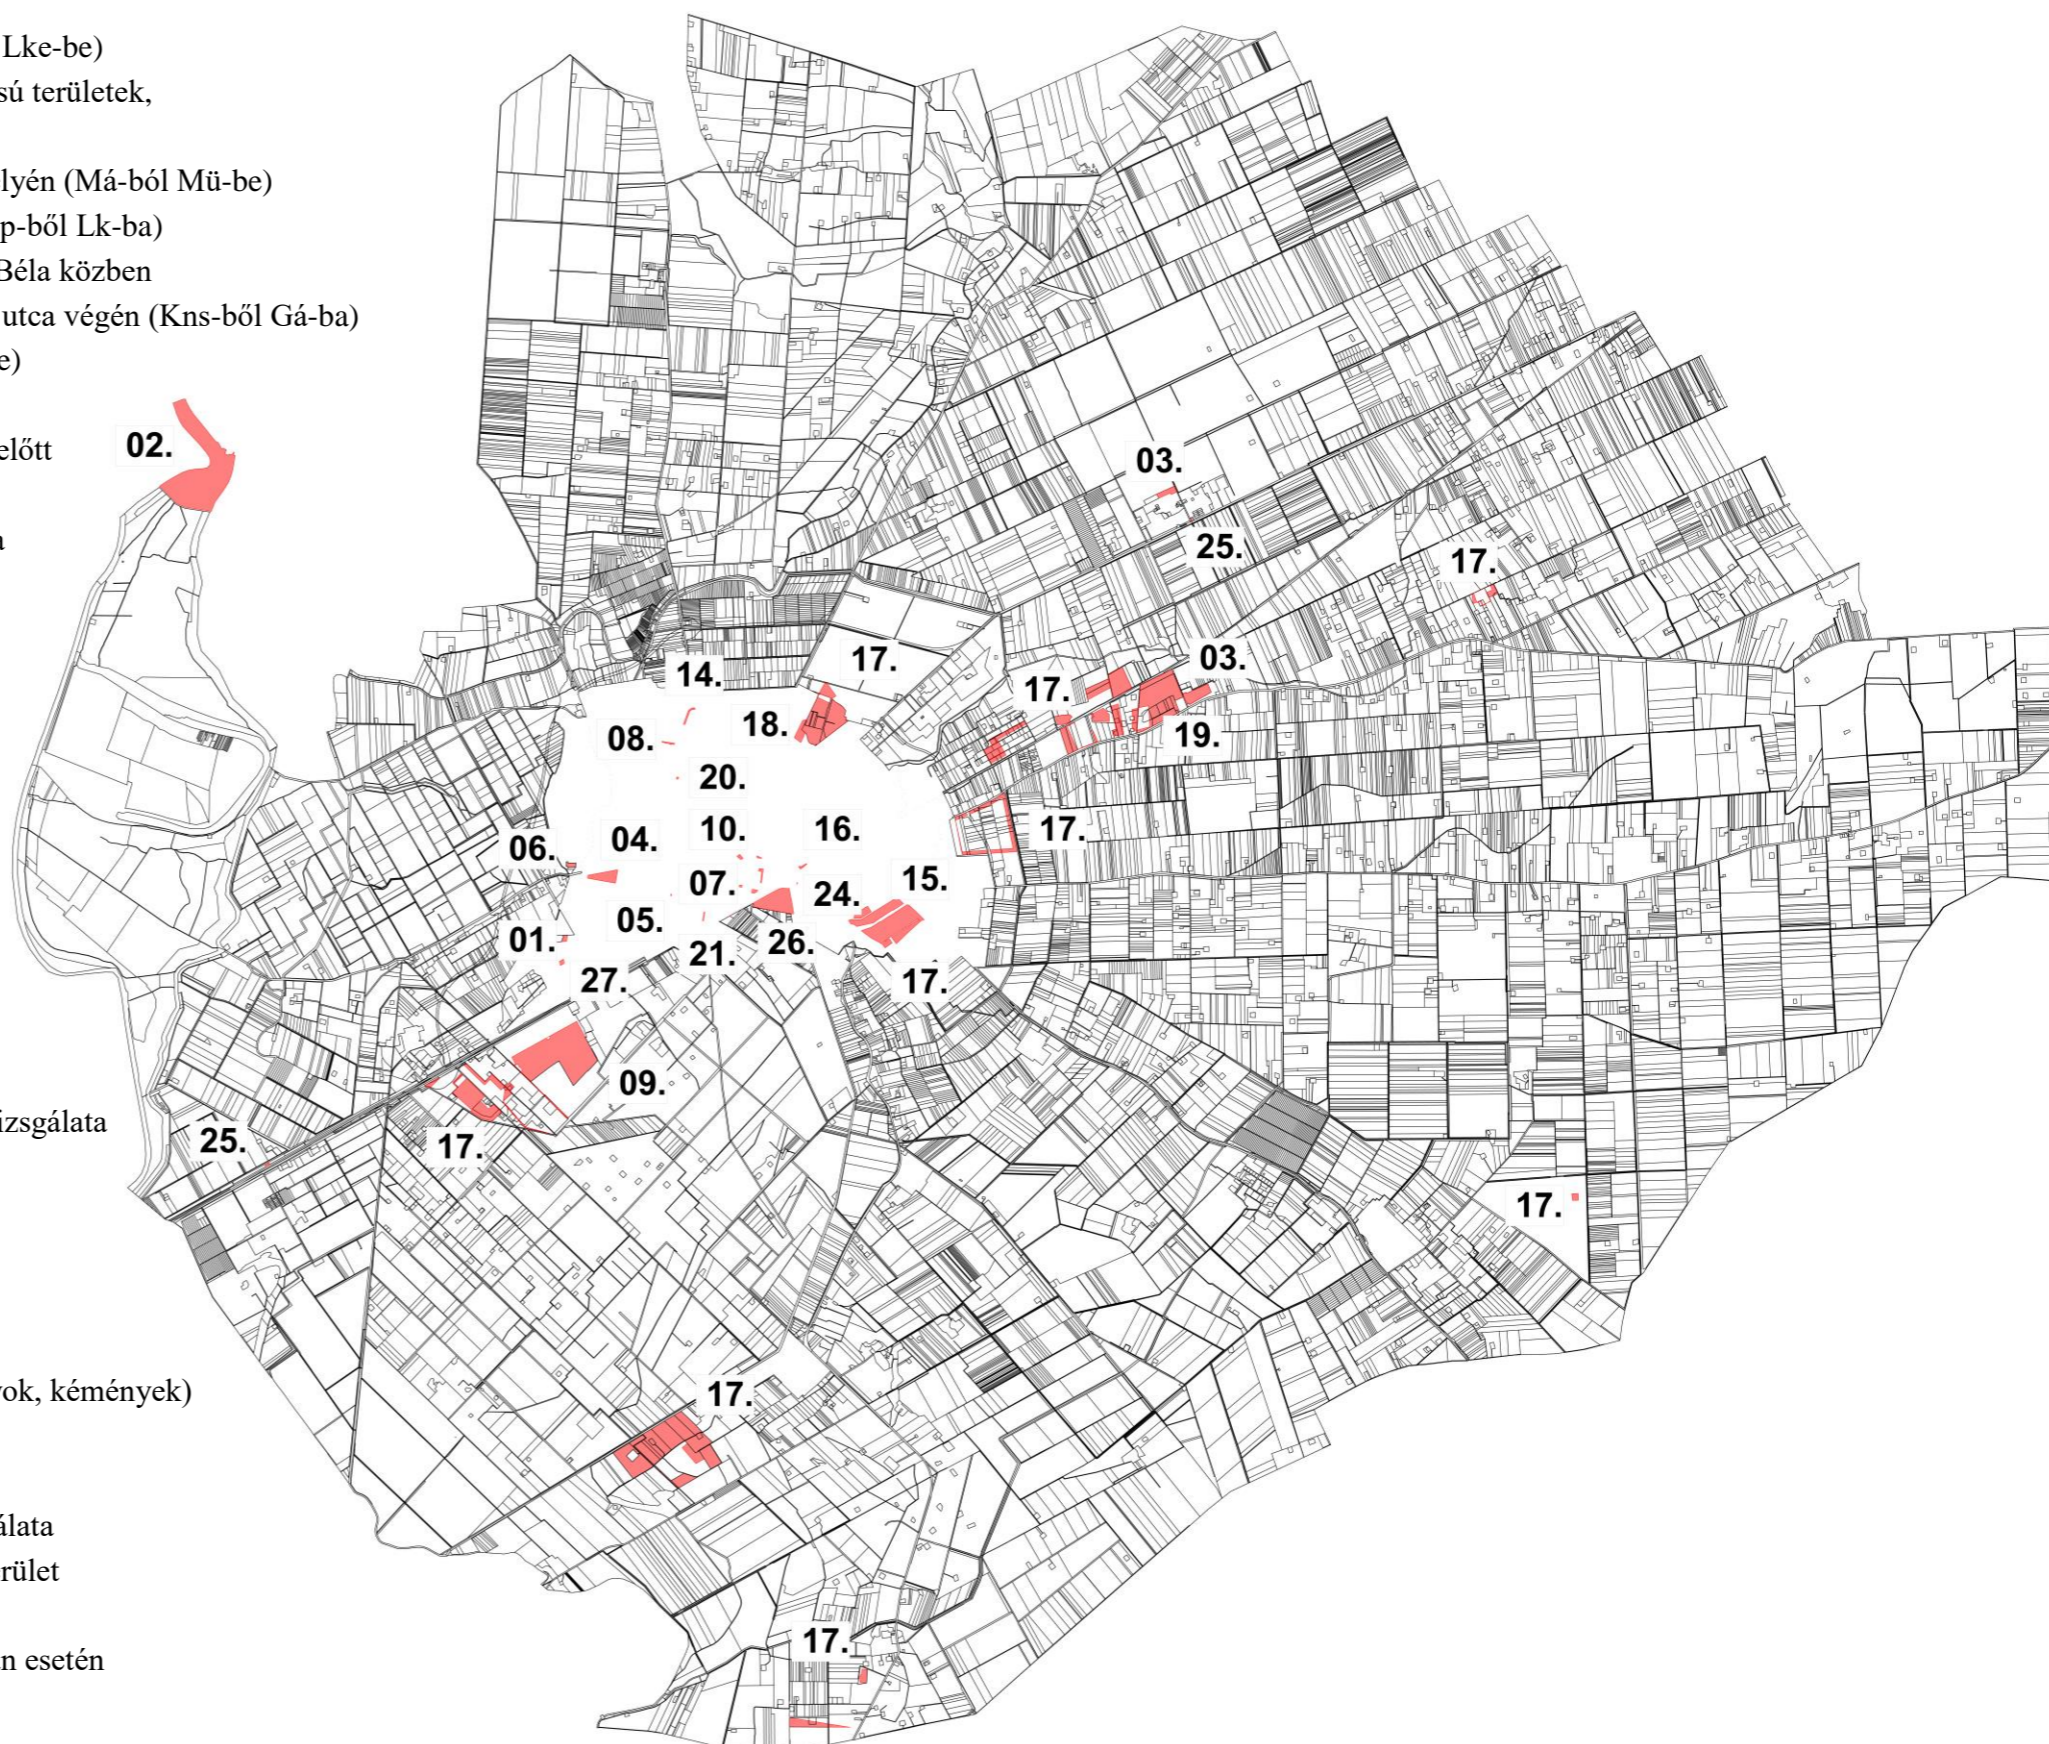 Lke-be)
sú területek,
lyén (Má-ból Mü-be)
p-ből Lk-ba)
Béla közben
utca végén (Kns-ből Gá-ba)
e)
előtt
a
izsgálata
yok, kémények)
álata
rület
n esetén
02.
03.
25.
17.
14.
17.
03.
17.
08.
18.
19.
20.
10.
16.
17.
06.
04.
07.
24.
15.
05.
01.
21.
26.
27.
17.
09.
25.
17.
17.
17.
17.